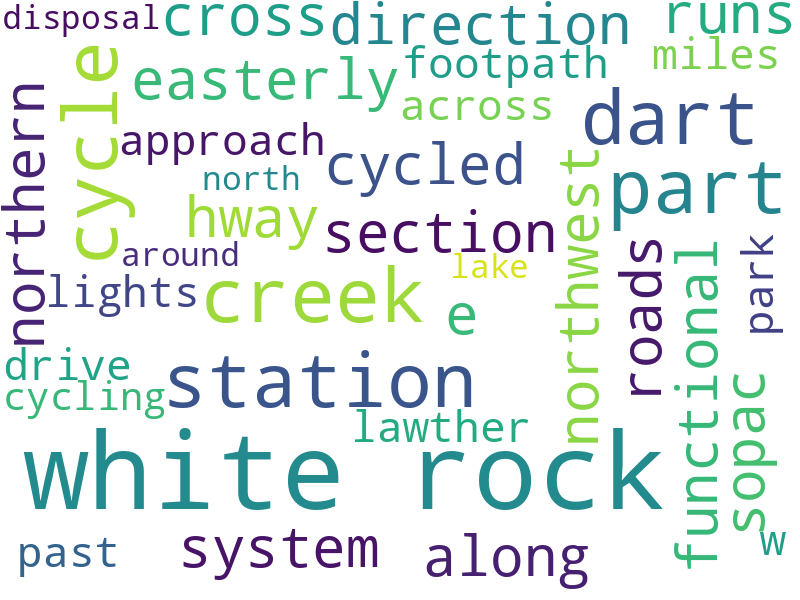 disposal
cross
direction
runs
cycle
easterly
footpath
miles
northern
across
dart
approach
cycled
part
north
hway
section
northwest
around
lights
creek
lake
e
roads
functional
park
drive
cycling
station
sopac
lawther
white rock
past
system
along
w